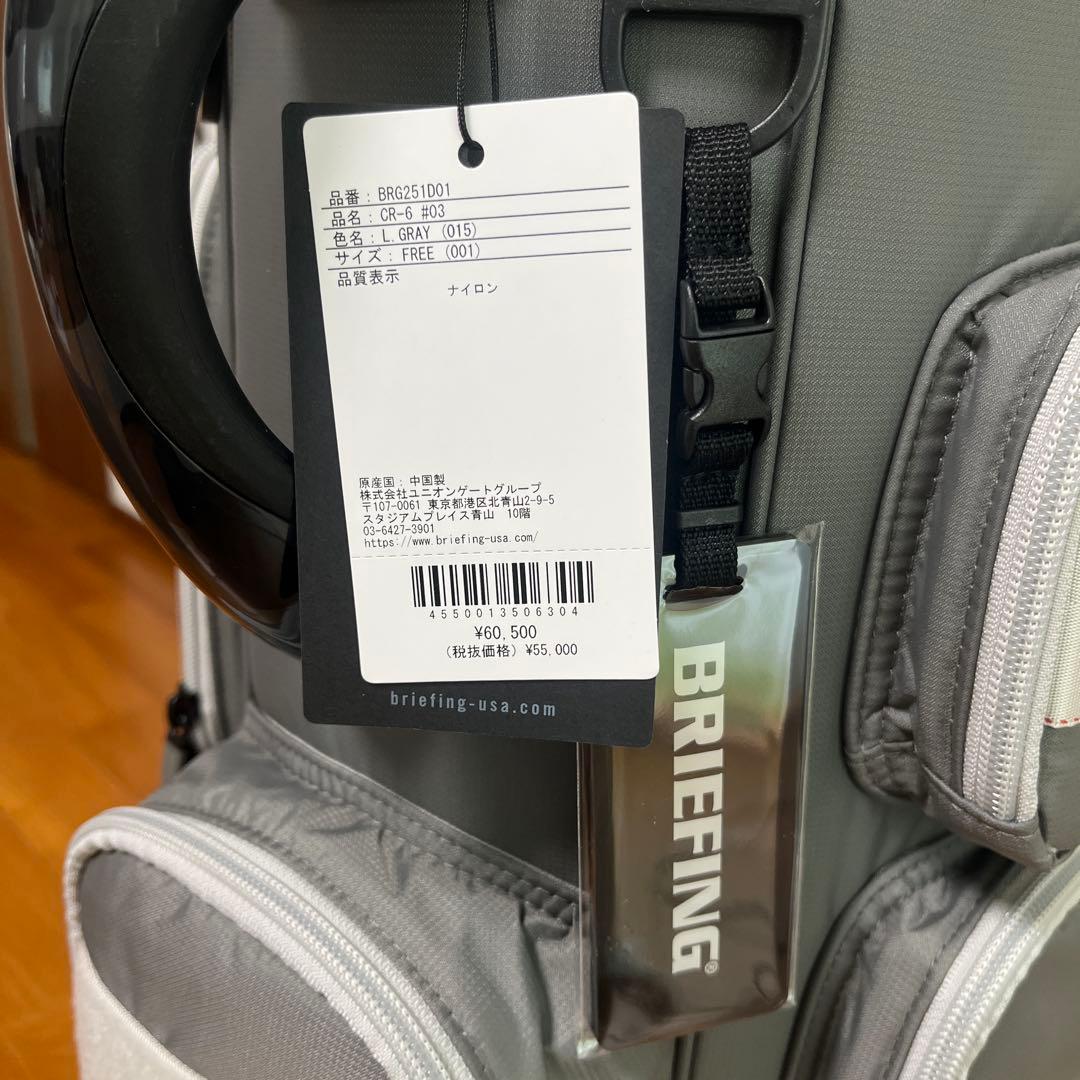 品番: BRG251D01
品名: CR-6 #03
色名: L.GRAY (015)
サイズ: FREE (001)
品質表示
ナイロン
原産国: 中国製
株式会社ユニオンゲートグループ
〒107-0061 東京都港区北青山2-9-5
スタジアムプレイス青山 10階
03-6427-3901
https://www.briefing-usa.com/
4550013506304
¥60,500
(税抜価格) ¥55,000
briefing-usa.com
BRIEFING®